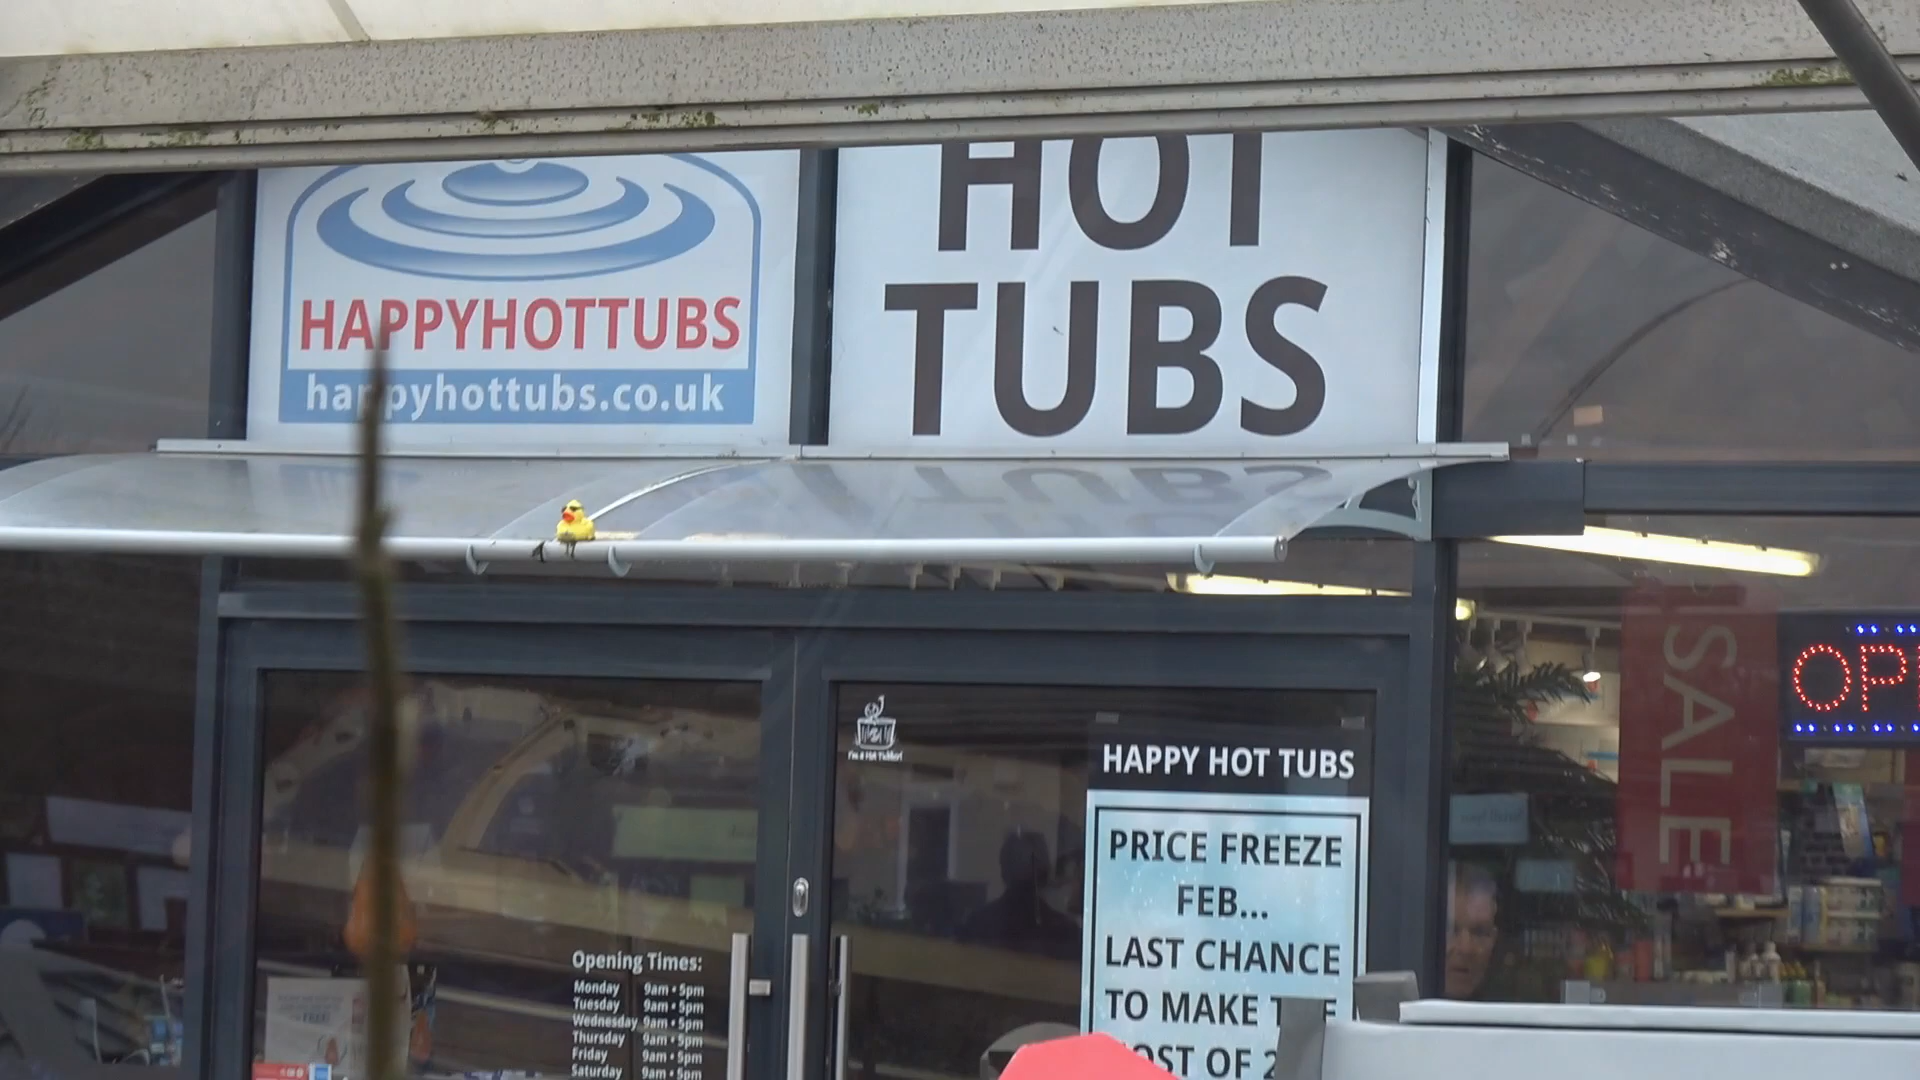 HOT
TUBS
HAPPYHOTTUBS
happyhottubs.co.uk
SALE
HAPPY HOT TUBS
PRICE FREEZE
FEB...
LAST CHANCE
TO MAKE
OF
Opening Times:
Monday 9am • 5pm
Tuesday 9am • 5pm
Wednesday 9am • 5pm
Thursday 9am • 5pm
Friday 9am • 5pm
Saturday 9am • 5pm